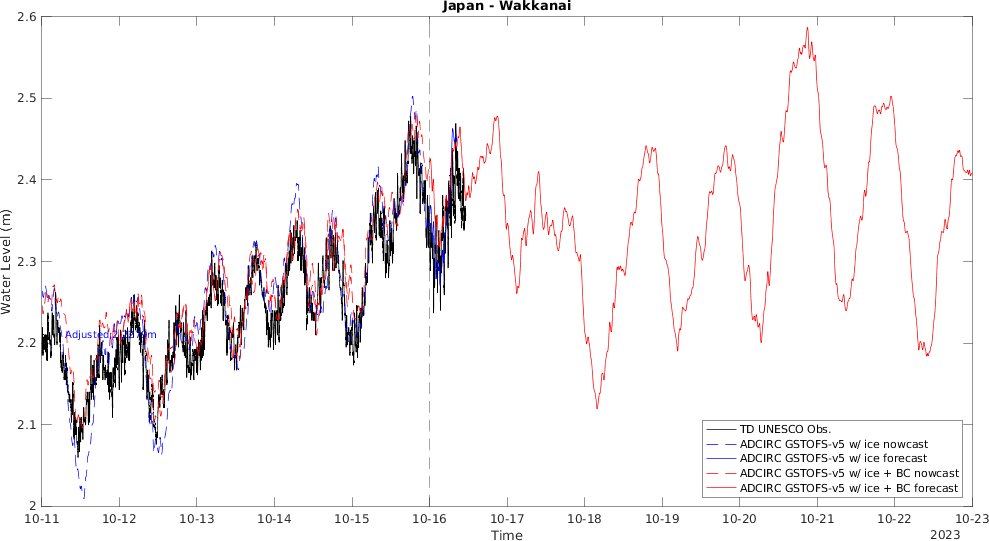 Japan - Wakkanai
2.6
2.5
2.4
2.3
2.2
2.1
2
Water Level (m)
10-11 10-12 10-13 10-14 10-15 10-16 10-17 10-18 10-19 10-20 10-21 10-22 10-23
Time
2023
TD UNESCO Obs.
ADCIRC GSTOFS-v5 w/ ice nowcast
ADCIRC GSTOFS-v5 w/ ice forecast
ADCIRC GSTOFS-v5 w/ ice + BC nowcast
ADCIRC GSTOFS-v5 w/ ice + BC forecast
Adjusted